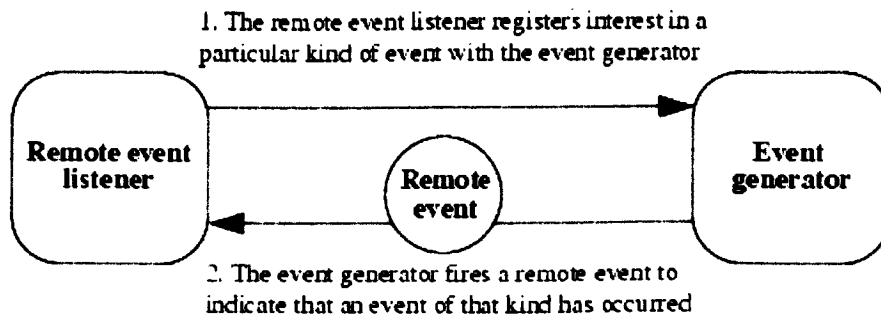 1. The remote event listener registers interest in a
particular kind of event with the event generator
Remote event
listener
Remote
event
Event
generator
2. The event generator fires a remote event to
indicate that an event of that kind has occurred